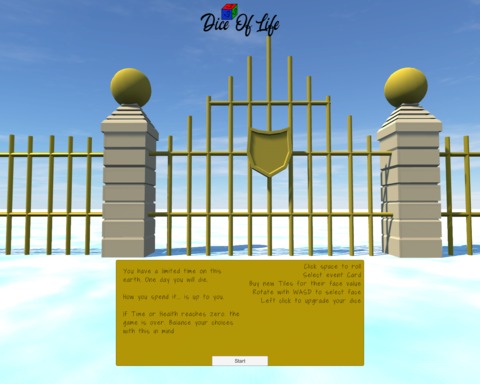 Dice Of Life
You have a limited time on this
earth. One day you will die.
How you spend it... is up to you.
If Time or Health reaches zero, the
game is over. Balance your choices
with this in mind.
Click space to roll
Select event Card
Buy new Tiles for their face value
Rotate with WASD to select face
Left click to upgrade your dice
Start